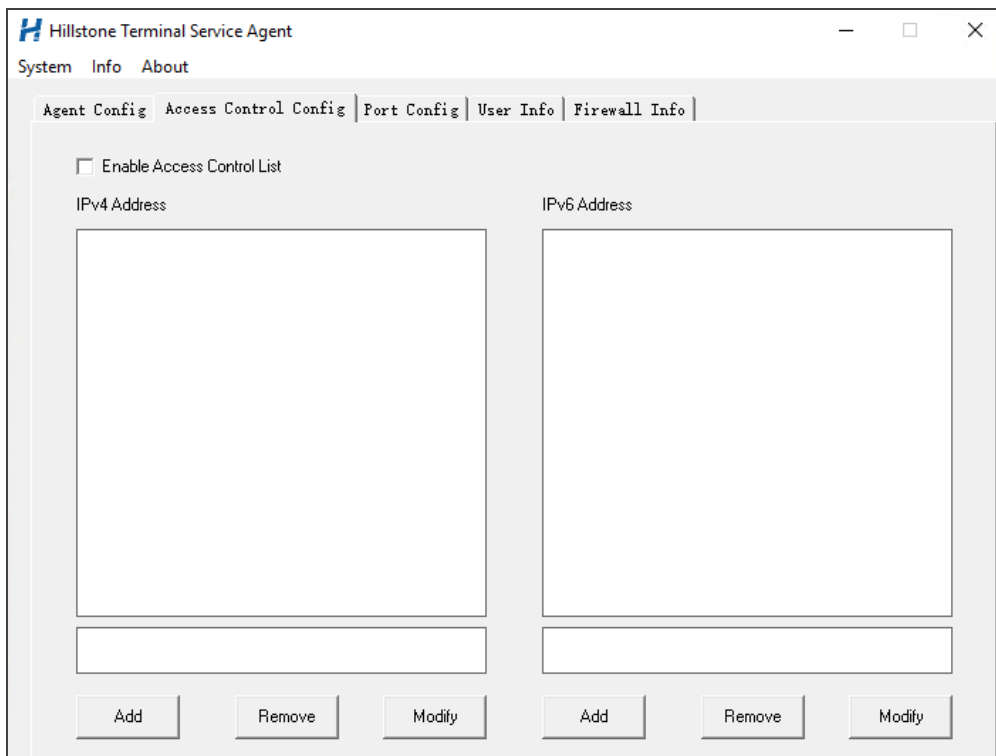 Hillstone Terminal Service Agent
System Info About
Agent Config Access Control Config Port Config User Info Firewall Info
Enable Access Control List
IPv4 Address IPv6 Address
Add Remove Modify Add Remove Modify